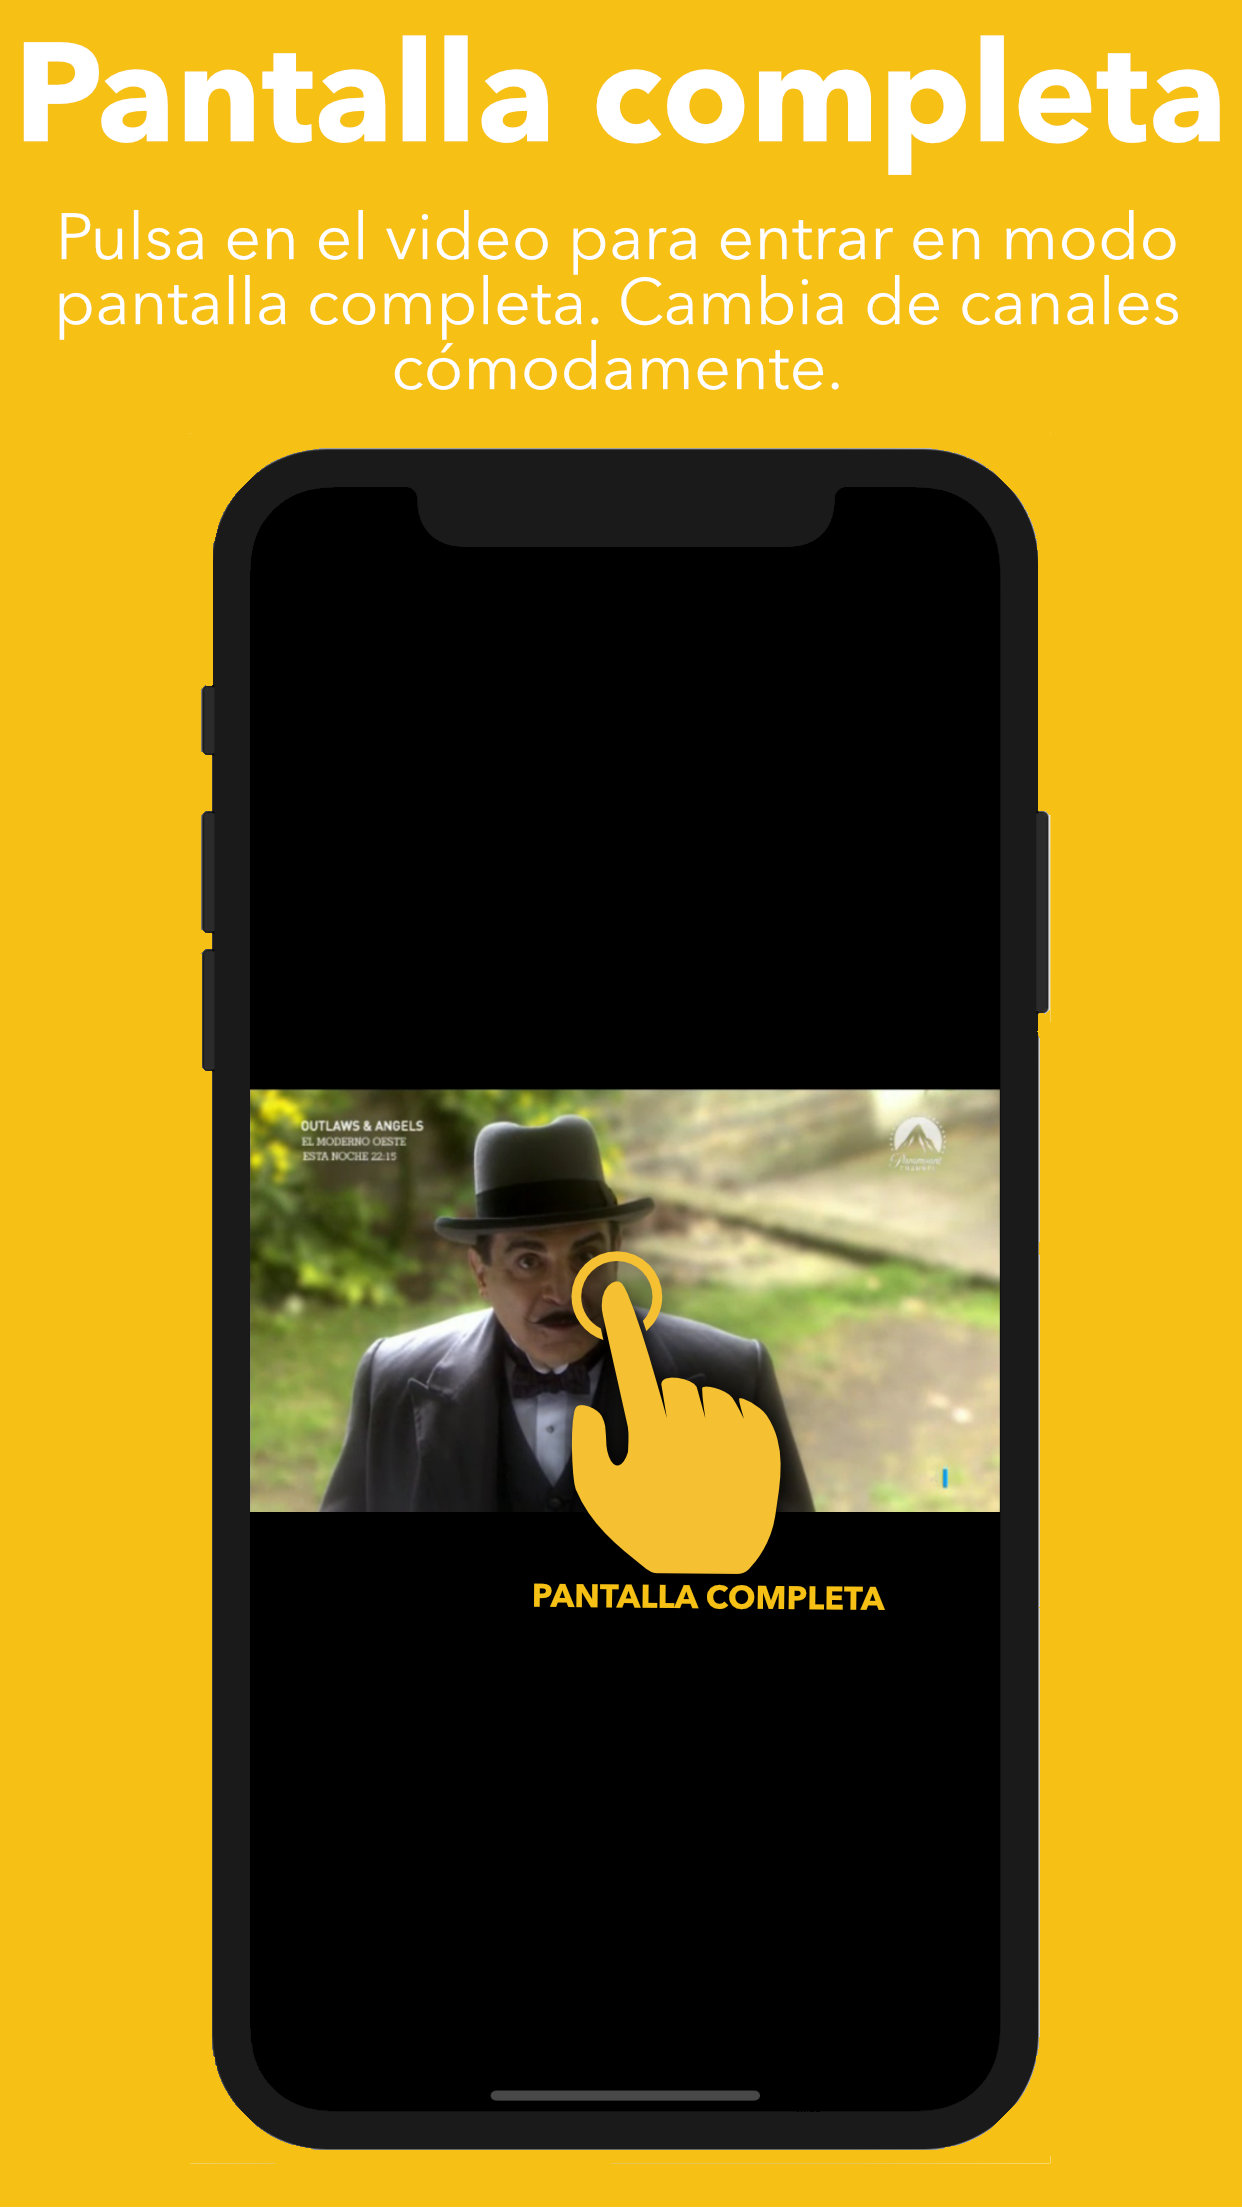 Pantalla completa
Pulsa en el video para entrar en modo
pantalla completa. Cambia de canales
cómodamente.
OUTLAWS & ANGELS
EL MODERNO OESTE
ESTA NOCHE 22:15
Paramount
CHANNEL
PANTALLA COMPLETA